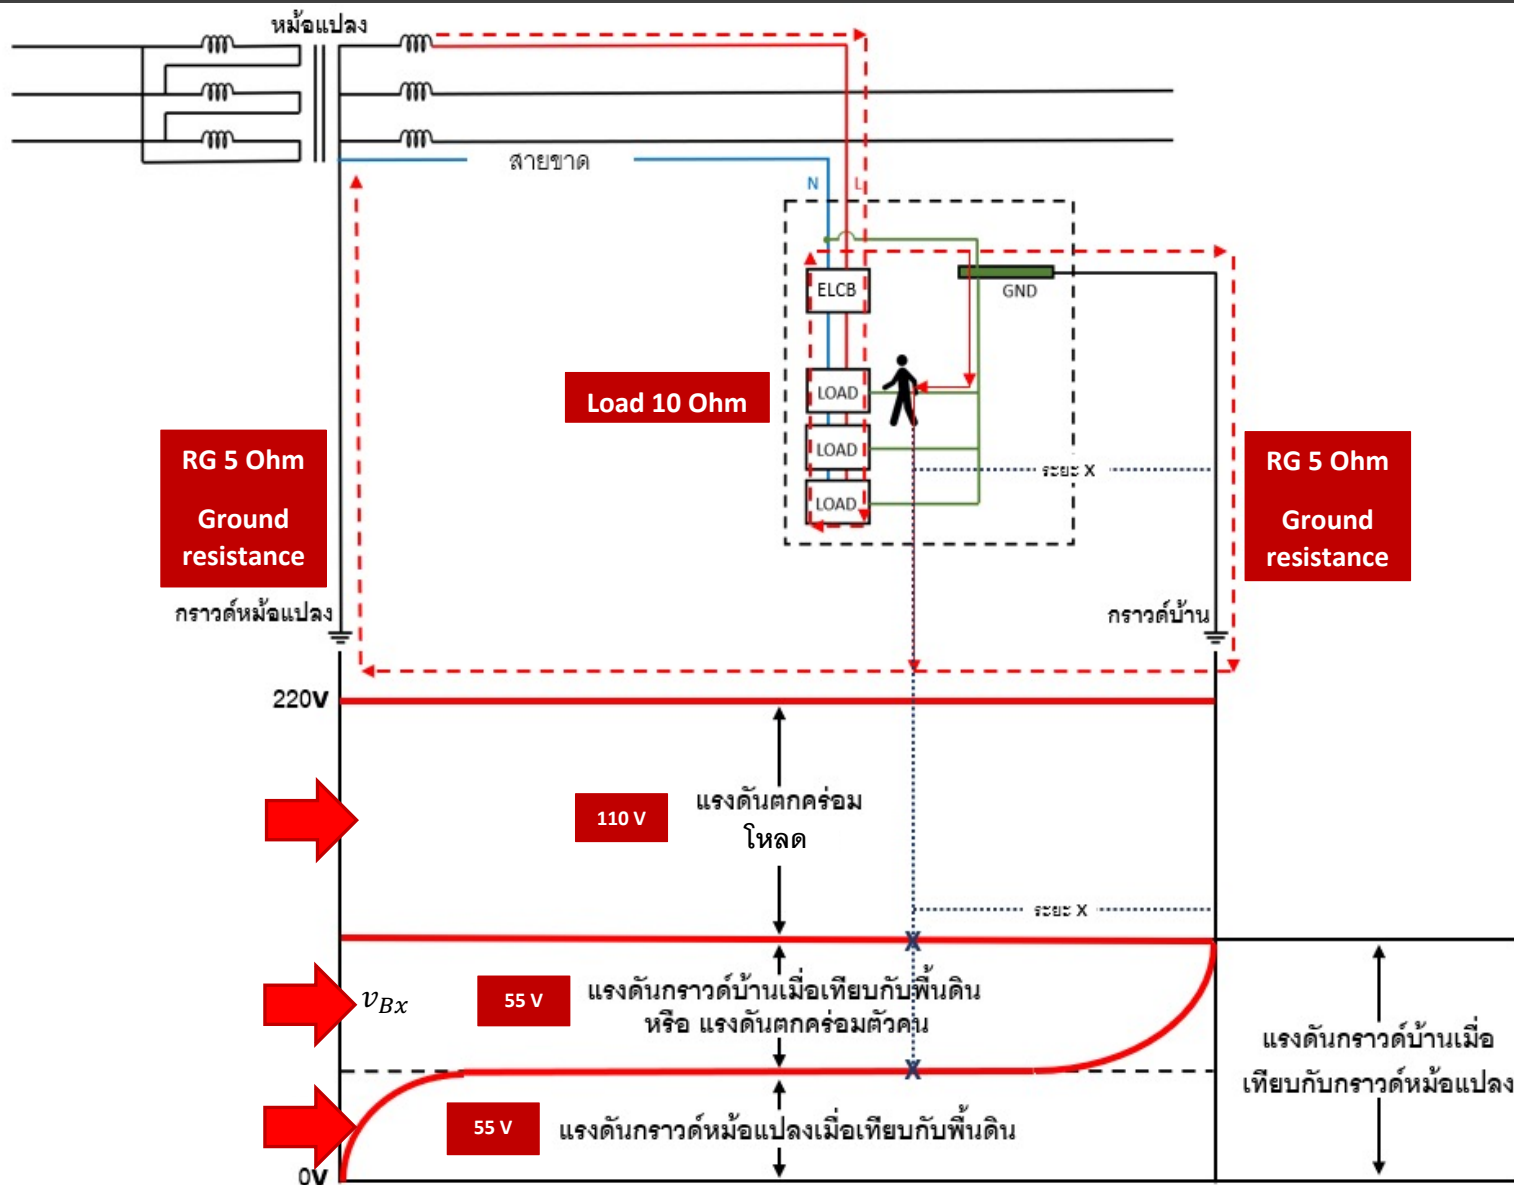 หม้อแปลง
สายขาด
N
L
ELCB
GND
LOAD
LOAD
LOAD
Load 10 Ohm
ระยะ X
RG 5 Ohm
Ground
resistance
RG 5 Ohm
Ground
resistance
กราวด์หม้อแปลง
กราวด์บ้าน
220V
110 V
แรงดันตกคร่อม
โหลด
ระยะ X
X
v_{Bx}
55 V
แรงดันกราวด์บ้านเมื่อเทียบกับพื้นดิน
หรือ แรงดันตกคร่อมตัวคน
แรงดันกราวด์บ้านเมื่อ
เทียบกับกราวด์หม้อแปลง
X
55 V
แรงดันกราวด์หม้อแปลงเมื่อเทียบกับพื้นดิน
0V